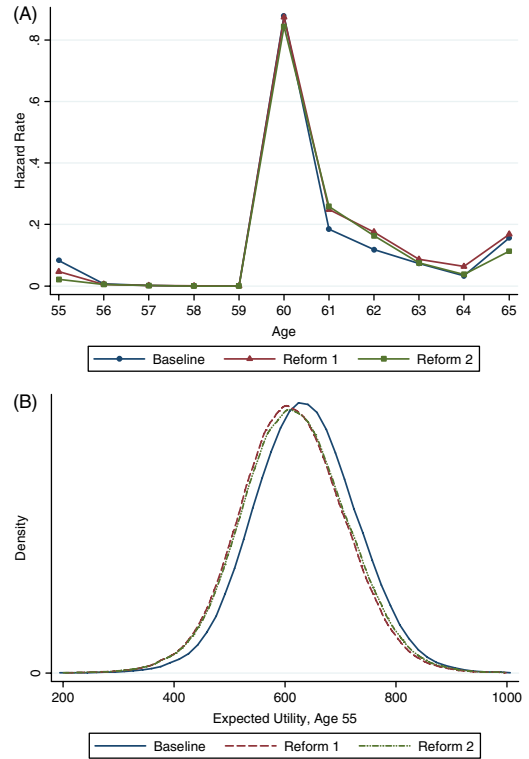 (A)
.8
.6
.4
.2
0
Hazard Rate
55 56 57 58 59 60 61 62 63 64 65
Age
Baseline Reform 1 Reform 2
(B)
Density
0
200 400 600 800 1000
Expected Utility, Age 55
Baseline Reform 1 Reform 2